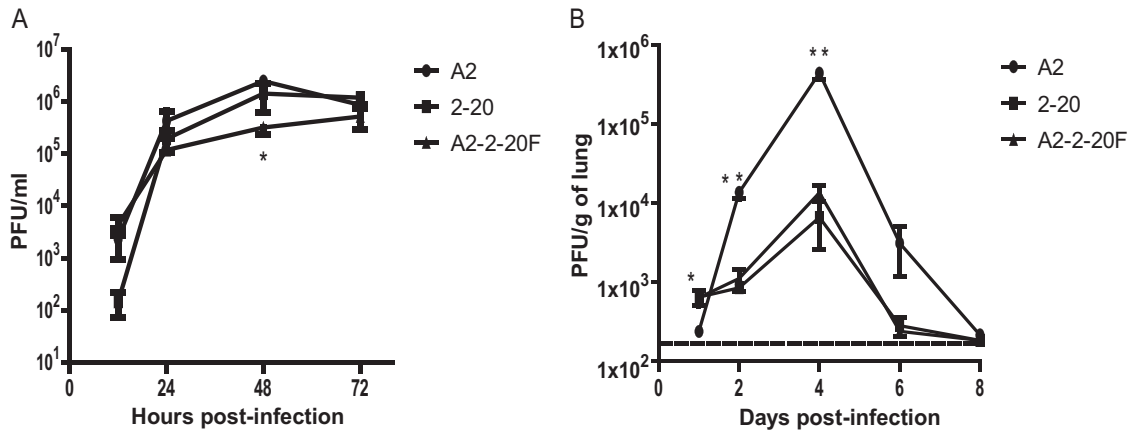 A
PFU/ml
10^7
10^6
10^5
10^4
10^3
10^2
10^1
0 24 48 72
Hours post-infection
*
A2
2-20
A2-2-20F
B
PFU/g of lung
1x10^6
1x10^5
1x10^4
1x10^3
1x10^2
0 2 4 6 8
Days post-infection
*
* *
* *
A2
2-20
A2-2-20F